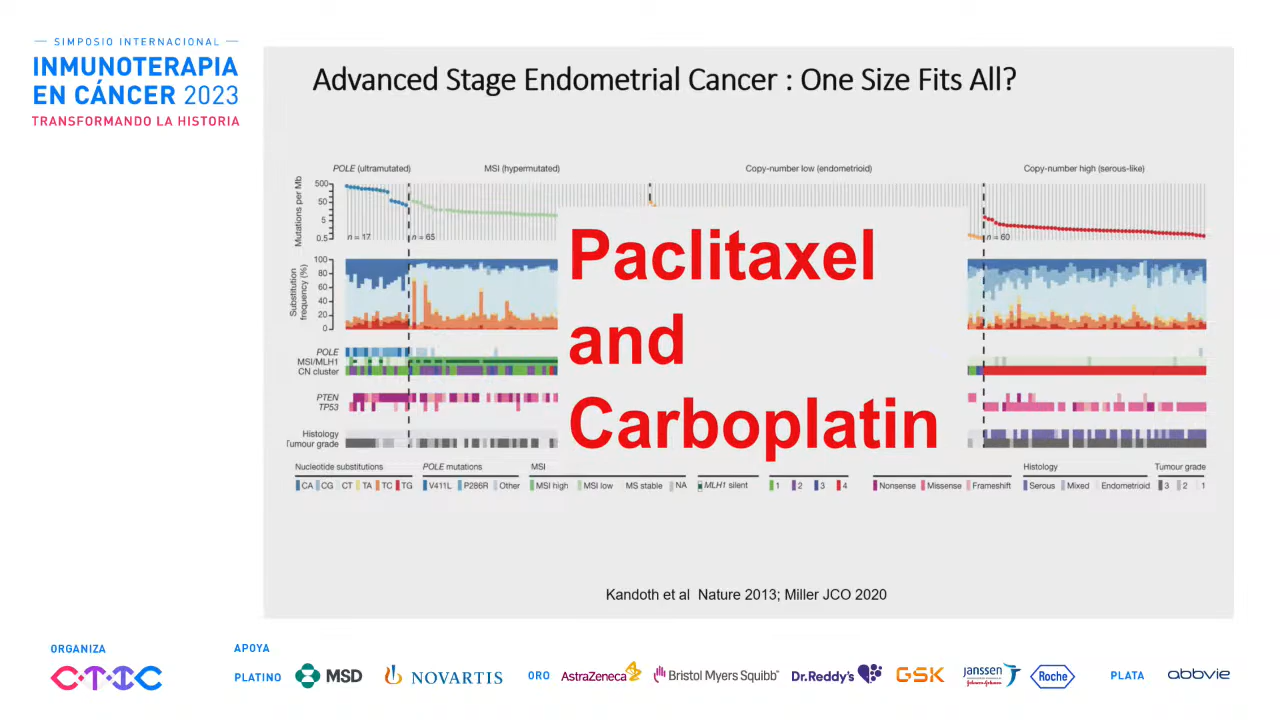 SIMPOSIO INTERNACIONAL
INMUNOTERAPIA
EN CÁNCER 2023
TRANSFORMANDO LA HISTORIA
Advanced Stage Endometrial Cancer : One Size Fits All?
POLE (ultramutated) MSI (hypermutated) Copy-number low (endometrioid) Copy-number high (serous-like)
Mutations per Mb
500
50
5
0.5
n = 17 n = 65 n = 60
Substitution
frequency (%)
100
80
60
40
20
0
POLE
MSI/MLH1
CN cluster
PTEN
TP53
Histology
Tumour grade
Paclitaxel
and
Carboplatin
Nucleotide substitutions POLE mutations MSI Histology Tumour grade
CA CG CT TA TC TG V411L P286R Other MSI high MSI low MS stable NA MLH1 silent 1 2 3 4 Nonsense Missense Frameshift Serous Mixed Endometrioid 3 2 1
Kandoth et al Nature 2013; Miller JCO 2020
ORGANIZA
CTIC
APOYA
PLATINO MSD NOVARTIS ORO AstraZeneca Bristol Myers Squibb Dr.Reddy's GSK Janssen Johnson-Johnson Roche PLATA abbvie